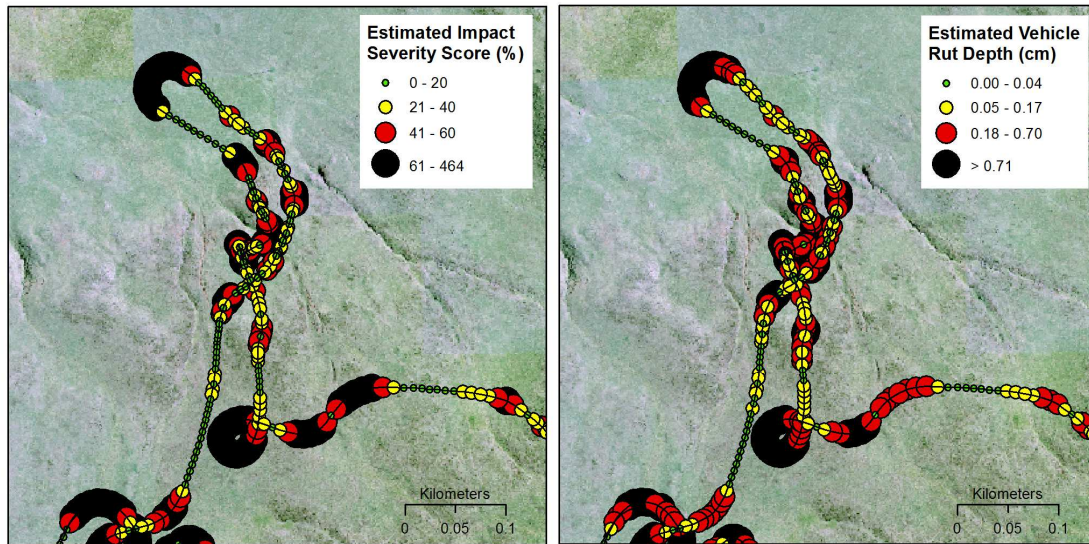 Estimated Impact
Severity Score (%)
0 - 20
21 - 40
41 - 60
61 - 464
Kilometers
0 0.05 0.1
Estimated Vehicle
Rut Depth (cm)
0.00 - 0.04
0.05 - 0.17
0.18 - 0.70
> 0.71
Kilometers
0 0.05 0.1